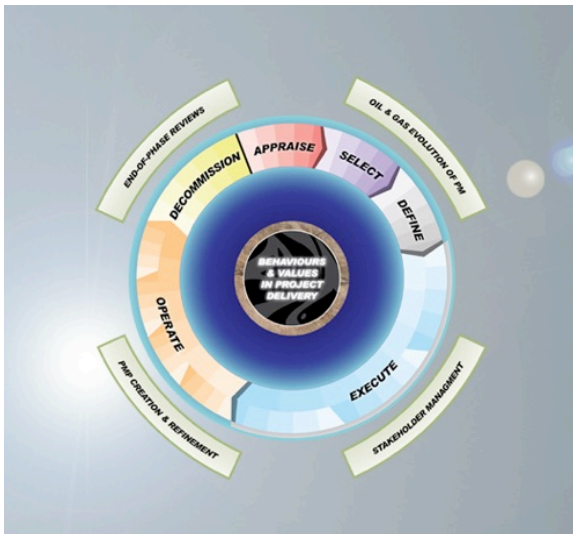 END-OF-PHASE REVIEWS
OIL & GAS EVOLUTION OF PM
APPRAISE
SELECT
DEFINE
EXECUTE
OPERATE
DECOMMISSION
BEHAVIOURS
& VALUES
IN PROJECT
DELIVERY
PMP CREATION & REFINEMENT
STAKEHOLDER MANAGMENT